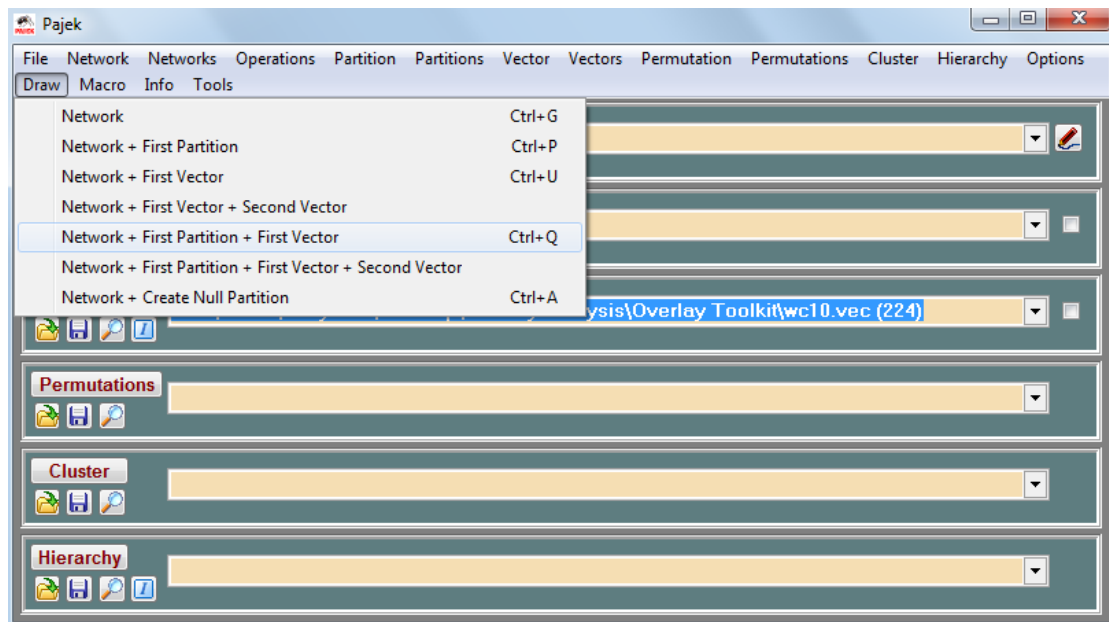 Pajek
File Network Networks Operations Partition Partitions Vector Vectors Permutation Permutations Cluster Hierarchy Options
Draw Macro Info Tools
Network Ctrl+G
Network + First Partition Ctrl+P
Network + First Vector Ctrl+U
Network + First Vector + Second Vector
Network + First Partition + First Vector Ctrl+Q
Network + First Partition + First Vector + Second Vector
Network + Create Null Partition Ctrl+A
ysis\Overlay Toolkit\wc10.vec (224)
Permutations
Cluster
Hierarchy